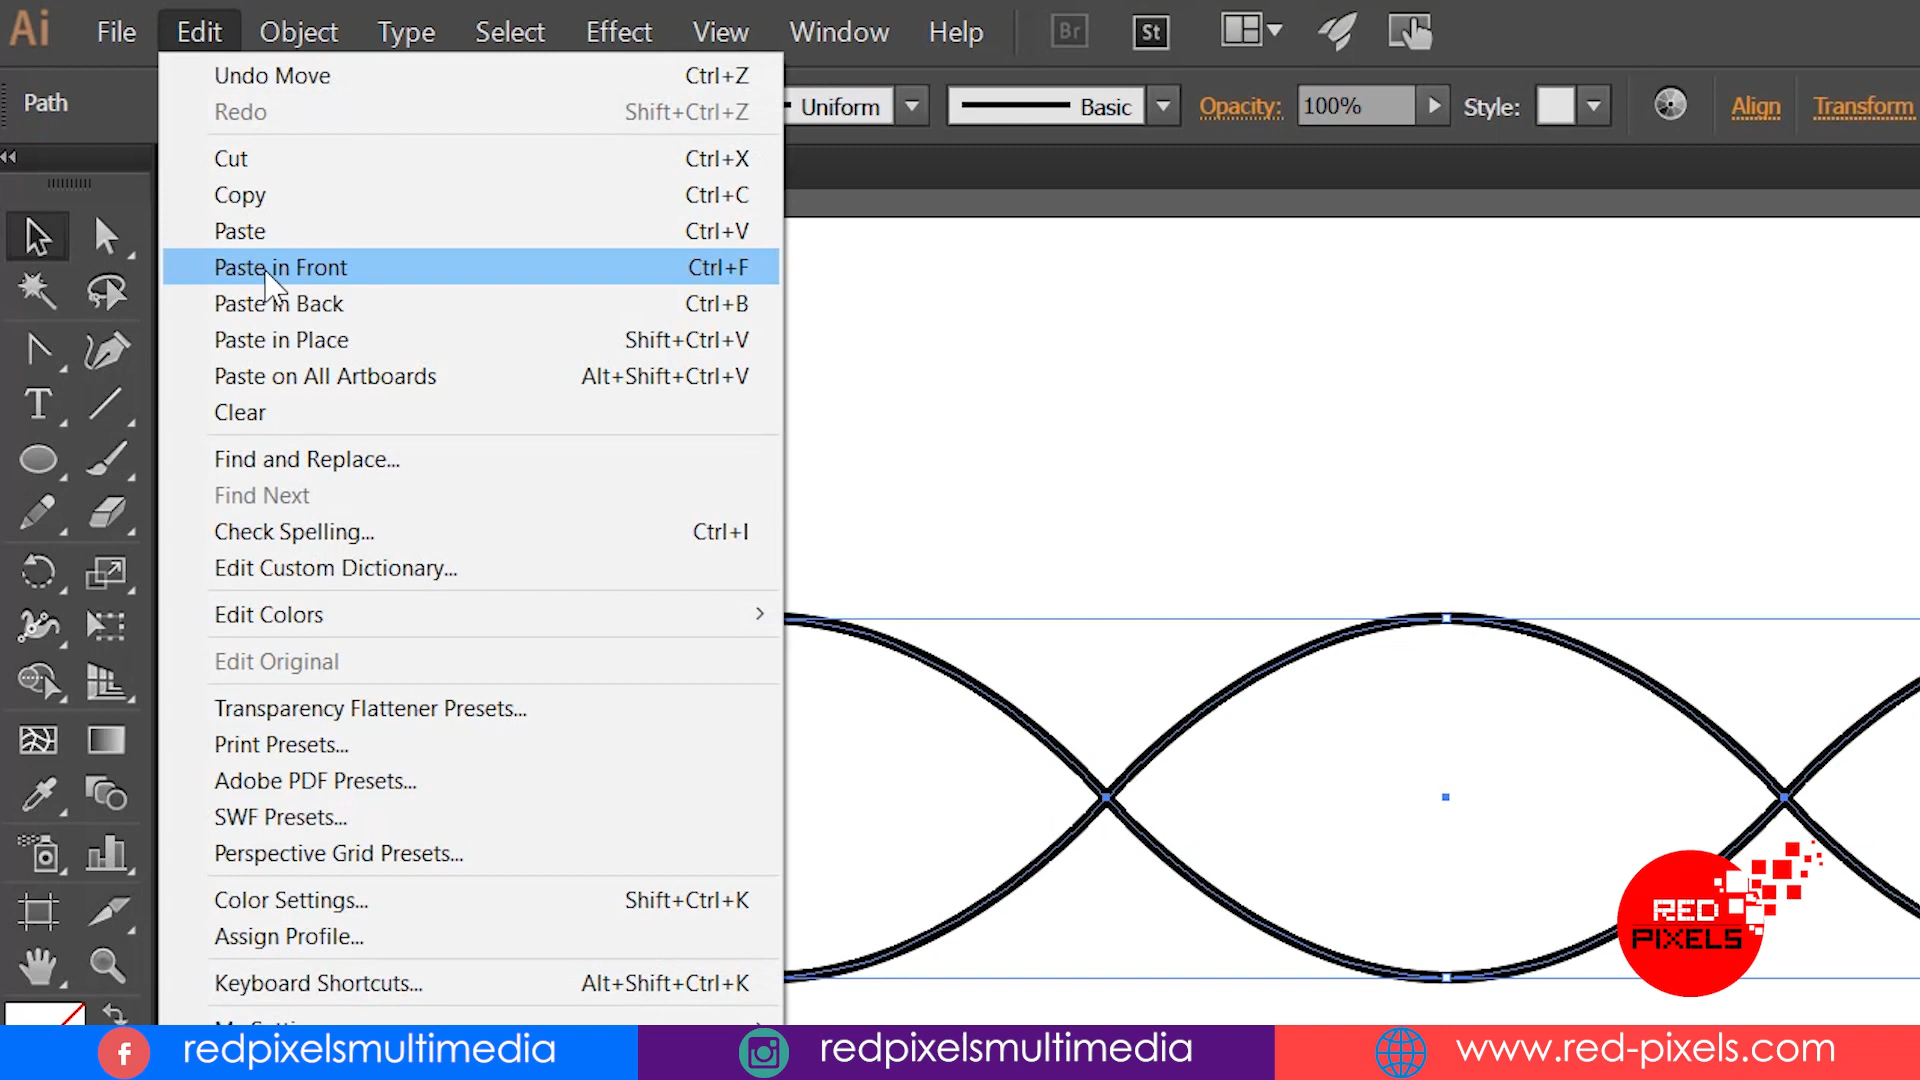 Ai File Edit Object Type Select Effect View Window Help Br St
Path
Uniform Basic Opacity: 100% Style: Align Transform
Undo Move Ctrl+Z
Redo Shift+Ctrl+Z
Cut Ctrl+X
Copy Ctrl+C
Paste Ctrl+V
Paste in Front Ctrl+F
Paste in Back Ctrl+B
Paste in Place Shift+Ctrl+V
Paste on All Artboards Alt+Shift+Ctrl+V
Clear
Find and Replace...
Find Next
Check Spelling... Ctrl+I
Edit Custom Dictionary...
Edit Colors
Edit Original
Transparency Flattener Presets...
Print Presets...
Adobe PDF Presets...
SWF Presets...
Perspective Grid Presets...
Color Settings... Shift+Ctrl+K
Assign Profile...
Keyboard Shortcuts... Alt+Shift+Ctrl+K
RED
PIXELS
redpixelsmultimedia redpixelsmultimedia www.red-pixels.com